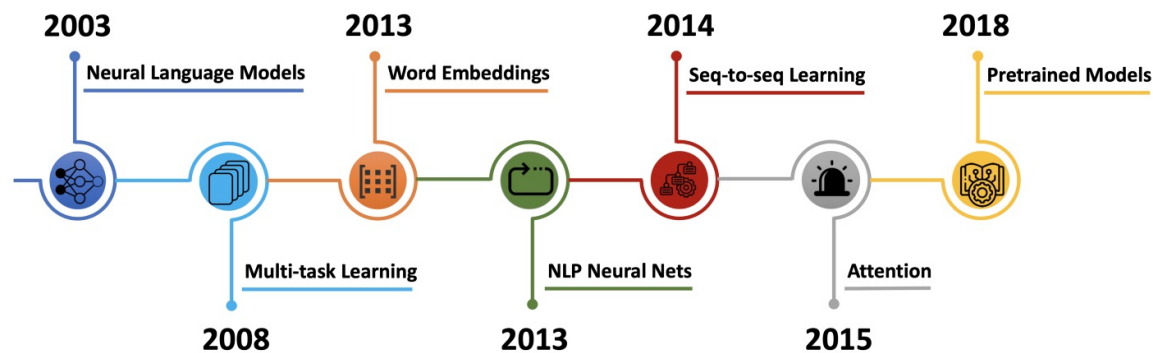 2003
2013
2014
2018
Neural Language Models
Word Embeddings
Seq-to-seq Learning
Pretrained Models
Multi-task Learning
NLP Neural Nets
Attention
2008
2013
2015